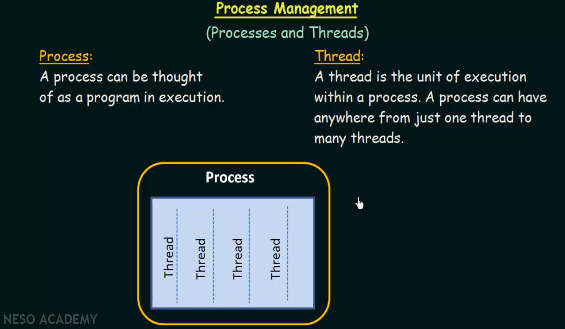 Process Management
(Processes and Threads)
Process:
A process can be thought
of as a program in execution.
Thread:
A thread is the unit of execution
within a process. A process can have
anywhere from just one thread to
many threads.
Process
Thread
Thread
Thread
Thread
NESO ACADEMY